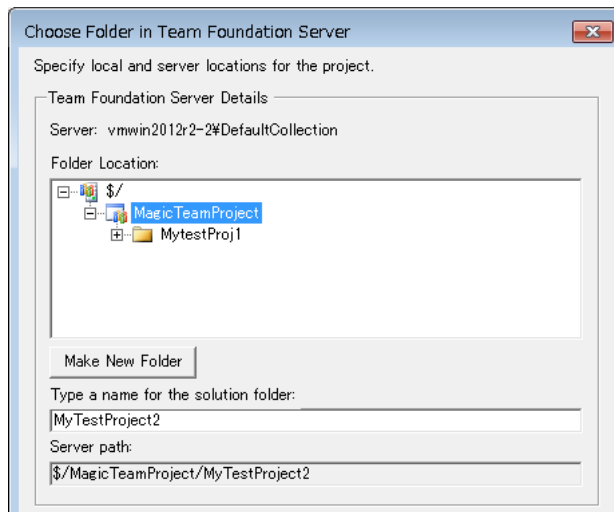 Choose Folder in Team Foundation Server
Specify local and server locations for the project.
Team Foundation Server Details
Server: vmwin2012r2-2¥DefaultCollection
Folder Location:
$/
MagicTeamProject
MytestProj1
Make New Folder
Type a name for the solution folder:
MyTestProject2
Server path:
$/MagicTeamProject/MyTestProject2